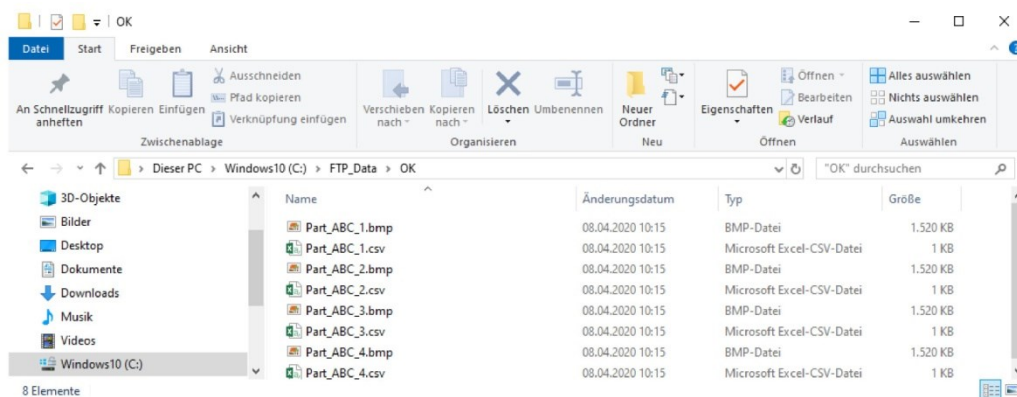 OK
Datei Start Freigeben Ansicht
An Schnellzugriff anheften
Kopieren
Einfügen
Ausschneiden
Pfad kopieren
Verknüpfung einfügen
Zwischenablage
Verschieben nach
Kopieren nach
Löschen
Umbenennen
Organisieren
Neuer Ordner
Neu
Eigenschaften
Öffnen
Bearbeiten
Verlauf
Öffnen
Alles auswählen
Nichts auswählen
Auswahl umkehren
Auswählen
Dieser PC > Windows10 (C:) > FTP_Data > OK
"OK" durchsuchen
3D-Objekte
Bilder
Desktop
Dokumente
Downloads
Musik
Videos
Windows10 (C:)
Name Änderungsdatum Typ Größe
Part_ABC_1.bmp 08.04.2020 10:15 BMP-Datei 1.520 KB
Part_ABC_1.csv 08.04.2020 10:15 Microsoft Excel-CSV-Datei 1 KB
Part_ABC_2.bmp 08.04.2020 10:15 BMP-Datei 1.520 KB
Part_ABC_2.csv 08.04.2020 10:15 Microsoft Excel-CSV-Datei 1 KB
Part_ABC_3.bmp 08.04.2020 10:15 BMP-Datei 1.520 KB
Part_ABC_3.csv 08.04.2020 10:15 Microsoft Excel-CSV-Datei 1 KB
Part_ABC_4.bmp 08.04.2020 10:15 BMP-Datei 1.520 KB
Part_ABC_4.csv 08.04.2020 10:15 Microsoft Excel-CSV-Datei 1 KB
8 Elemente